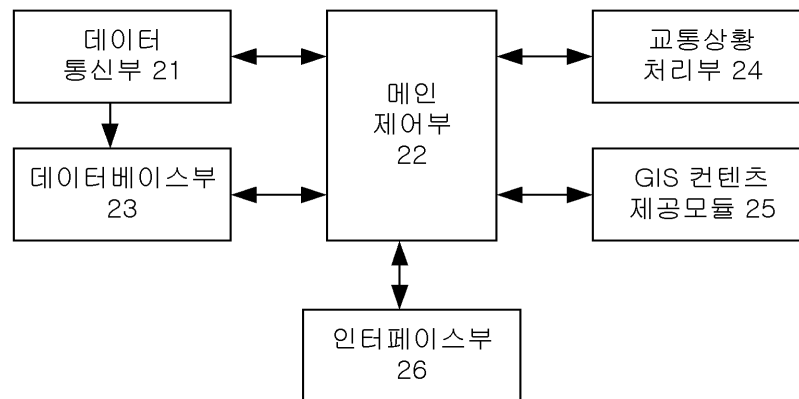 데이터
통신부 21
메인
제어부
22
교통상황
처리부 24
데이터베이스부
23
GIS 컨텐츠
제공모듈 25
인터페이스부
26